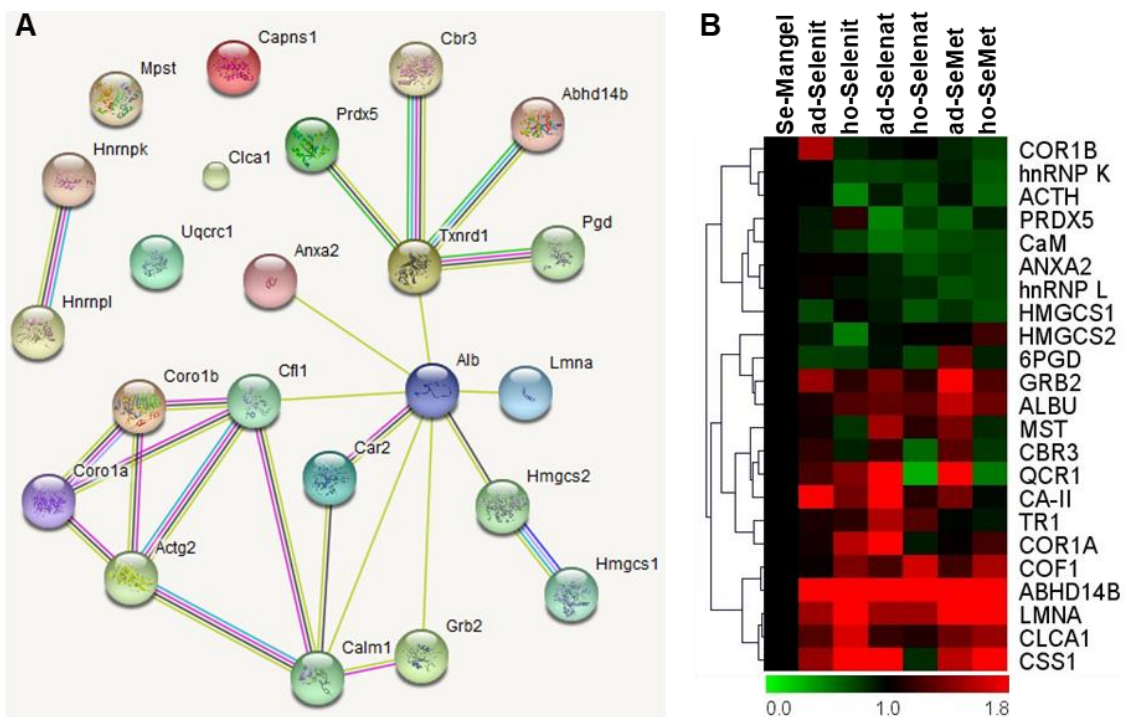 A
Capns1
Cbr3
Mpst
Abhd14b
Prdx5
Hnrnpk
Clca1
Txnrd1
Pgd
Uqcrc1
Anxa2
Hnrnpl
Alb
Lmna
Cfl1
Coro1b
Car2
Coro1a
Hmgcs2
Actg2
Hmgcs1
Grb2
Calm1
B
Se-Mangel
ad-Selenit
ho-Selenit
ad-Selenat
ho-Selenat
ad-SeMet
ho-SeMet
COR1B
hnRNP K
ACTH
PRDX5
CaM
ANXA2
hnRNP L
HMGCS1
HMGCS2
6PGD
GRB2
ALBU
MST
CBR3
QCR1
CA-II
TR1
COR1A
COF1
ABHD14B
LMNA
CLCA1
CSS1
0.0 1.0 1.8